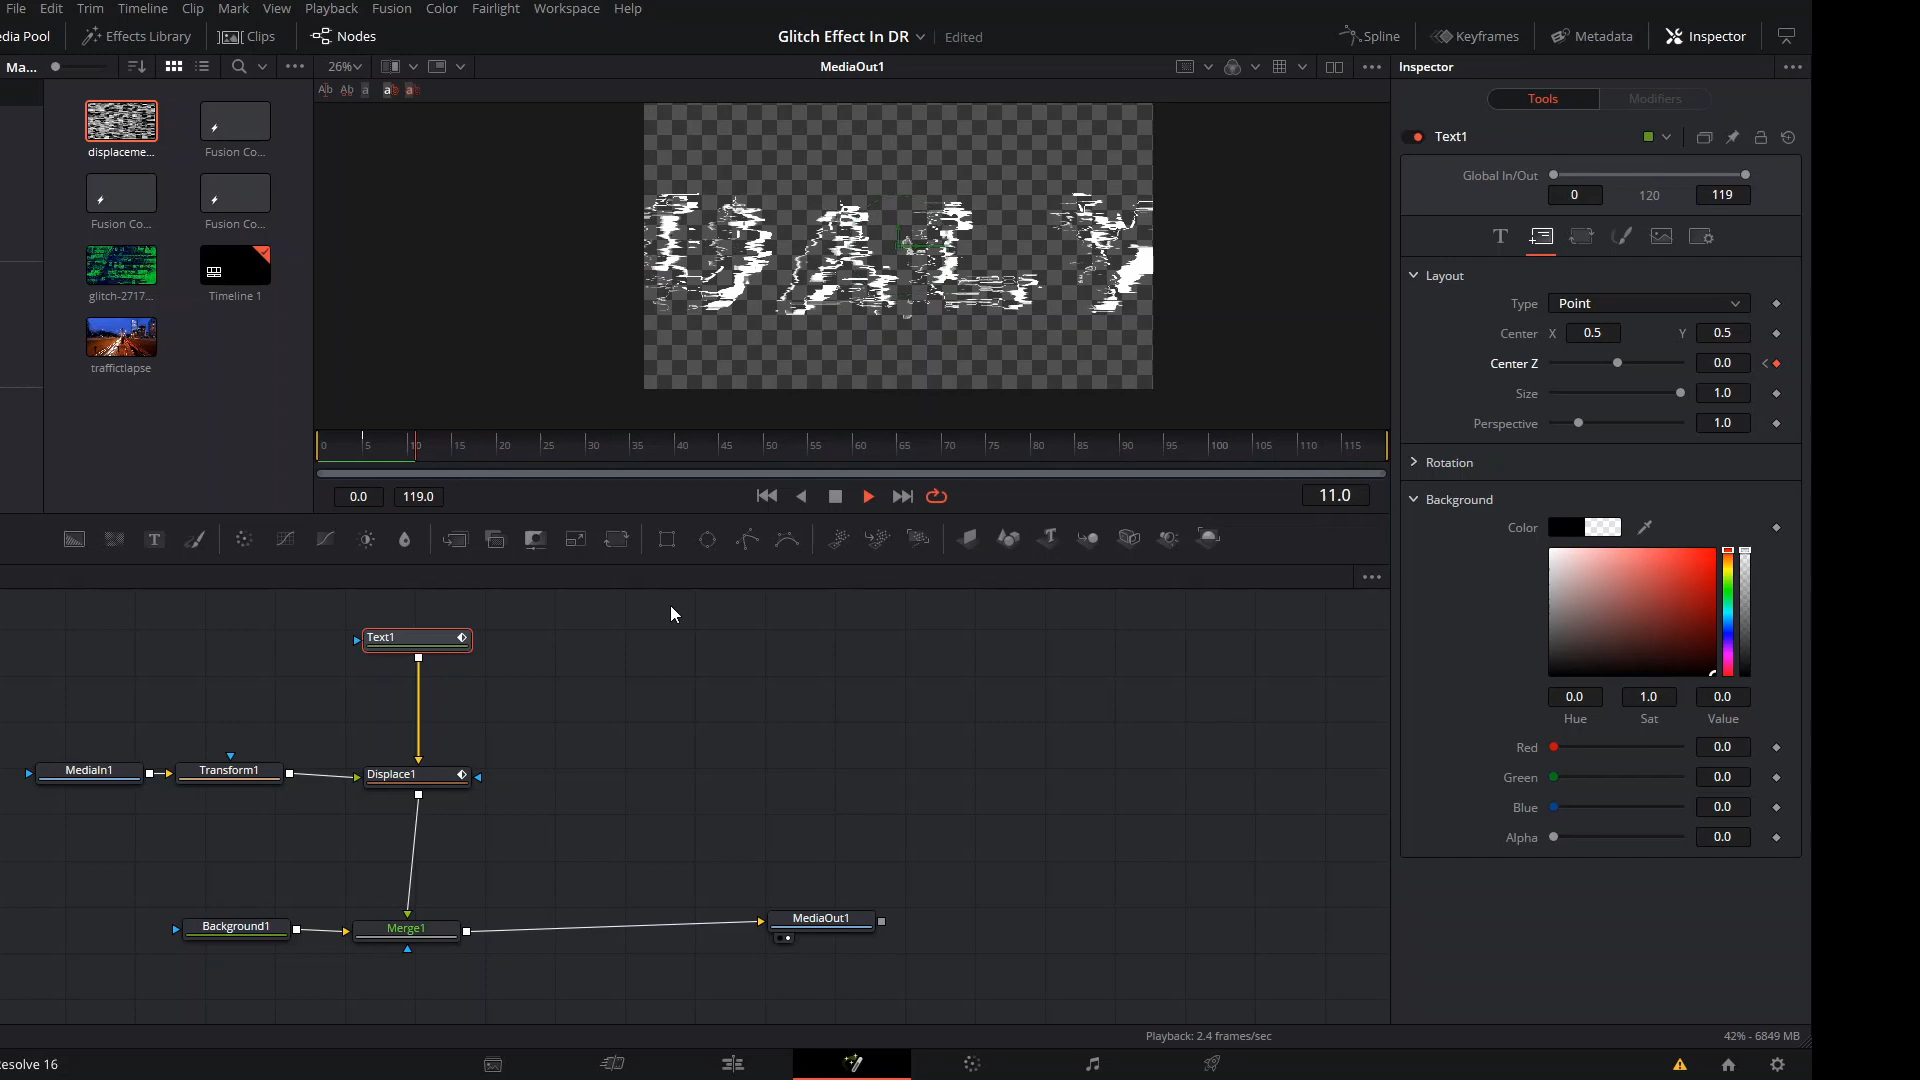 File Edit Trim Timeline Clip Mark View Playback Fusion Color Fairlight Workspace Help
dia Pool Effects Library Clips Nodes Glitch Effect In DR Edited Spline Keyframes Metadata Inspector
Ma... 26% MediaOut1 Inspector
Tools Modifiers
displaceme... Fusion Co...
Fusion Co... Fusion Co...
glitch-2717... Timeline 1
traffictlapse
DAILY
Text1
Global In/Out
0 120 119
Layout
Type Point
Center X 0.5 Y 0.5
Center Z 0.0
Size 1.0
Perspective 1.0
Rotation
Background
Color
0.0 1.0 0.0
Hue Sat Value
Red 0.0
Green 0.0
Blue 0.0
Alpha 0.0
0 5 10 15 20 25 30 35 40 45 50 55 60 65 70 75 80 85 90 95 100 105 110 115
0.0 119.0 11.0
Text1
MediaIn1 Transform1 Displace1
Background1 Merge1 MediaOut1
Playback: 2.4 frames/sec 42% - 6849 MB
esolve 16